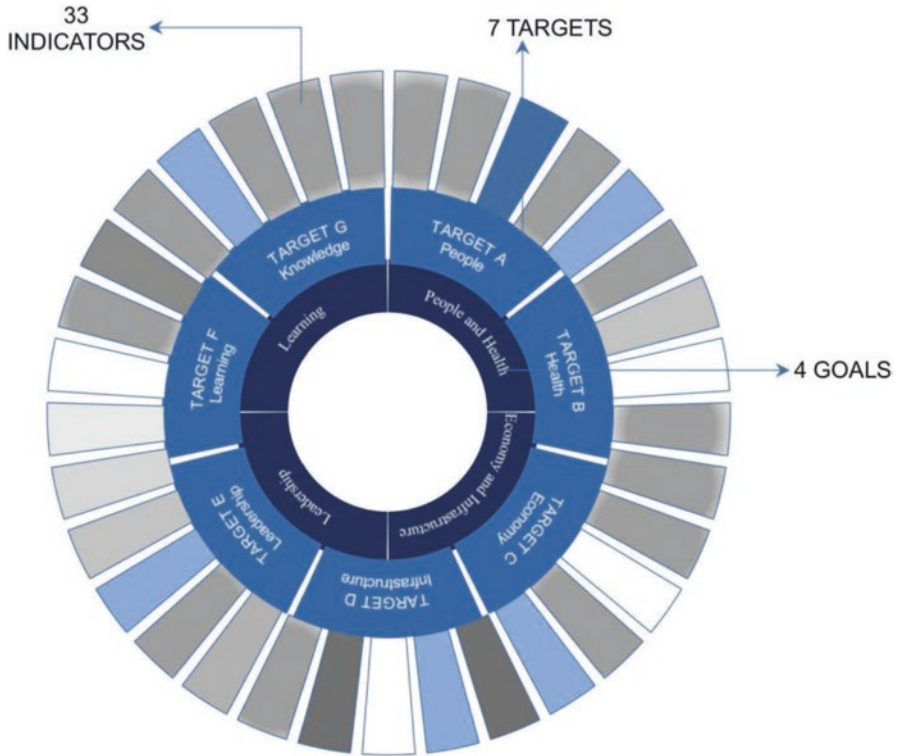 33
INDICATORS
7 TARGETS
TARGET G
Knowledge
TARGET A
People
Learning
People and Health
TARGET F
Learning
TARGET B
Health
4 GOALS
Leadership
Economy and Infrastructure
TARGET E
Leadership
TARGET C
Economy
TARGET D
Infrastructure